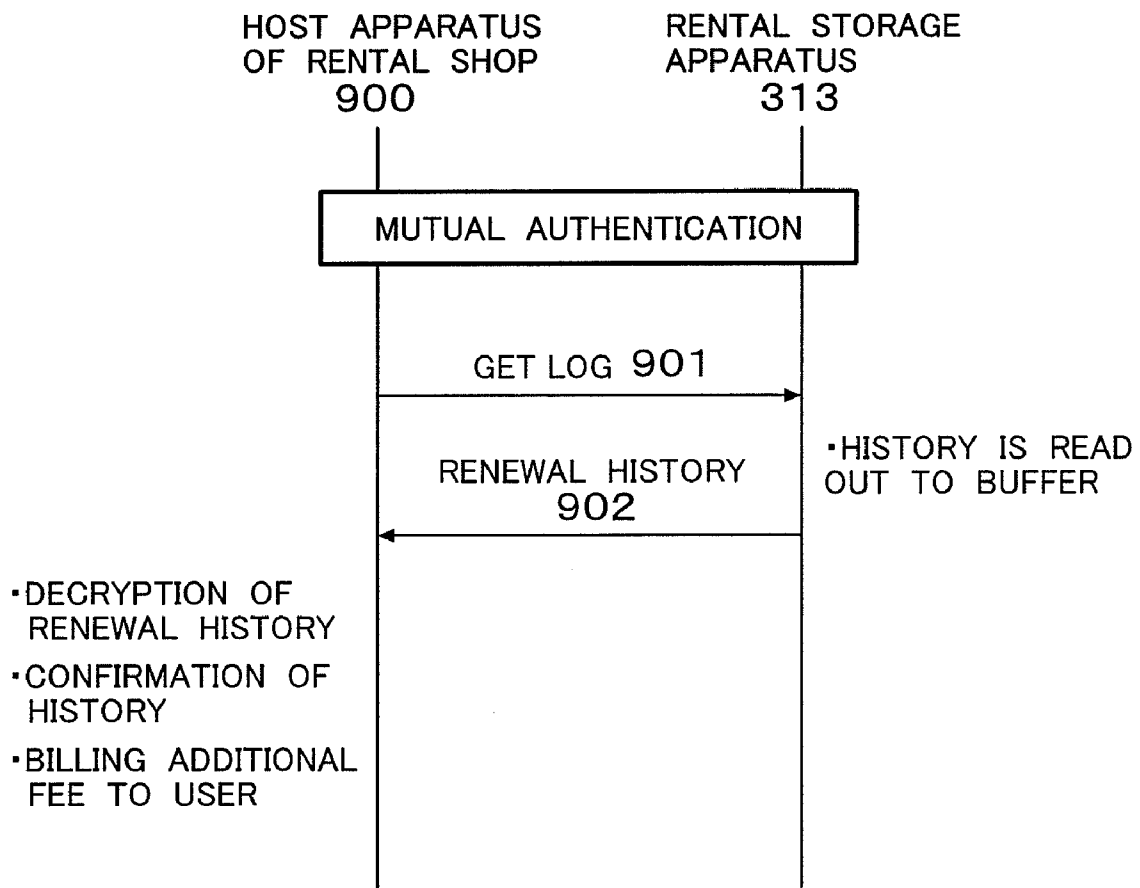 HOST APPARATUS
OF RENTAL SHOP
900
RENTAL STORAGE
APPARATUS
313
MUTUAL AUTHENTICATION
GET LOG 901
RENEWAL HISTORY
902
・HISTORY IS READ
OUT TO BUFFER
・DECRYPTION OF
RENEWAL HISTORY
・CONFIRMATION OF
HISTORY
・BILLING ADDITIONAL
FEE TO USER